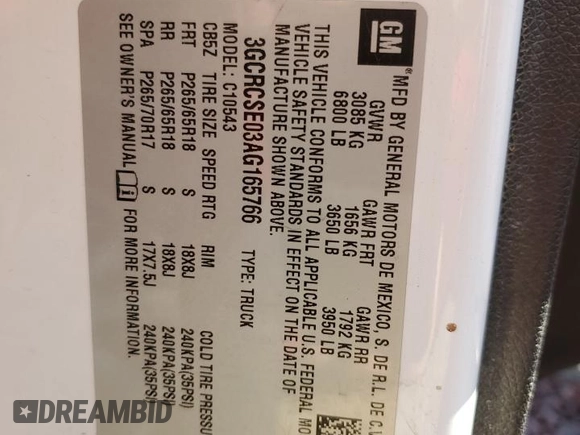 GM
MFD BY GENERAL MOTORS DE MEXICO, S. DE R.L. DE C.V.
GVWR GAWR FRT GAWR RR
3085 KG 1656 KG 1792 KG
6800 LB 3650 LB 3950 LB
THIS VEHICLE CONFORMS TO ALL APPLICABLE U.S. FEDERAL MO
VEHICLE SAFETY STANDARDS IN EFFECT ON THE DATE OF
MANUFACTURE SHOWN ABOVE.
3GCRCSE03AG165766 TYPE: TRUCK
MODEL: C10543
CB5Z TIRE SIZE SPEED RTG RIM COLD TIRE PRESSU
FRT P265/65R18 S 18X8J 240KPA(35PSI)
RR P265/65R18 S 18X8J 240KPA(35PSI)
SPA P265/70R17 S 17X7.5J 240KPA(35PSI)
SEE OWNER'S MANUAL i FOR MORE INFORMATION.
DREAMBID